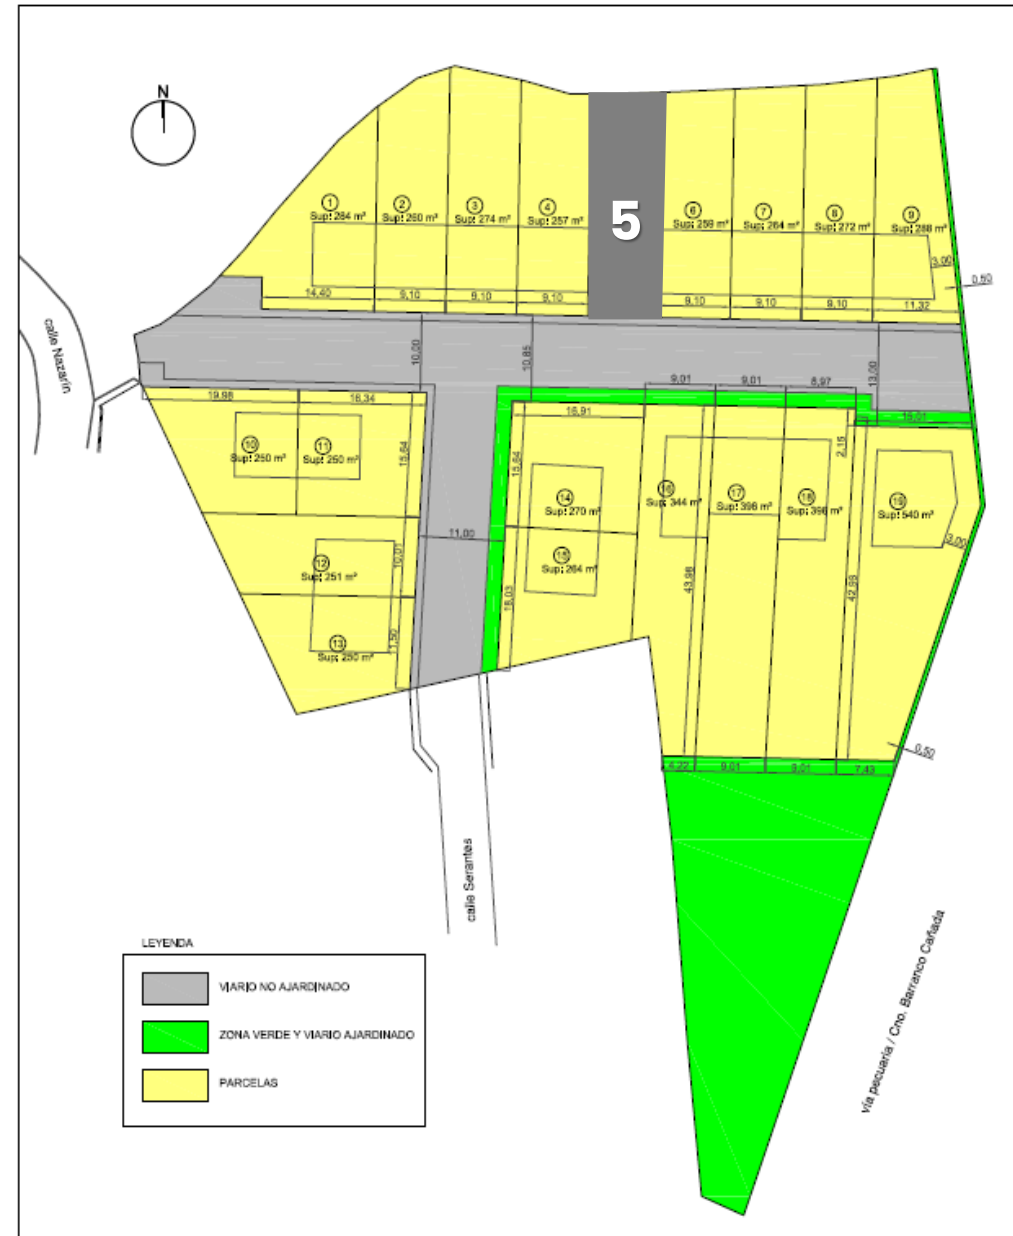 N
1
Sup: 284 m²
2
Sup: 260 m²
3
Sup: 274 m²
4
Sup: 257 m²
5
6
Sup: 259 m²
7
Sup: 264 m²
8
Sup: 272 m²
9
Sup: 288 m²
3,00
0,50
14,40
9,10
9,10
9,10
9,10
9,10
9,10
11,32
calle Nazarín
10,00
10,85
13,00
9,01
9,01
8,97
19,98
16,34
16,91
15,01
10
Sup: 250 m²
11
Sup: 250 m²
15,64
15,64
2,15
14
Sup: 270 m²
16
Sup: 344 m²
17
Sup: 396 m²
18
Sup: 396 m²
19
Sup: 540 m²
11,00
3,00
12
Sup: 251 m²
10,01
15
Sup: 264 m²
18,03
43,98
42,98
13
Sup: 250 m²
11,50
0,50
4,22
9,01
9,01
7,43
calle Serantes
vía pecuaria / Cno. Barranco Cañada
LEYENDA
VIARIO NO AJARDINADO
ZONA VERDE Y VIARIO AJARDINADO
PARCELAS